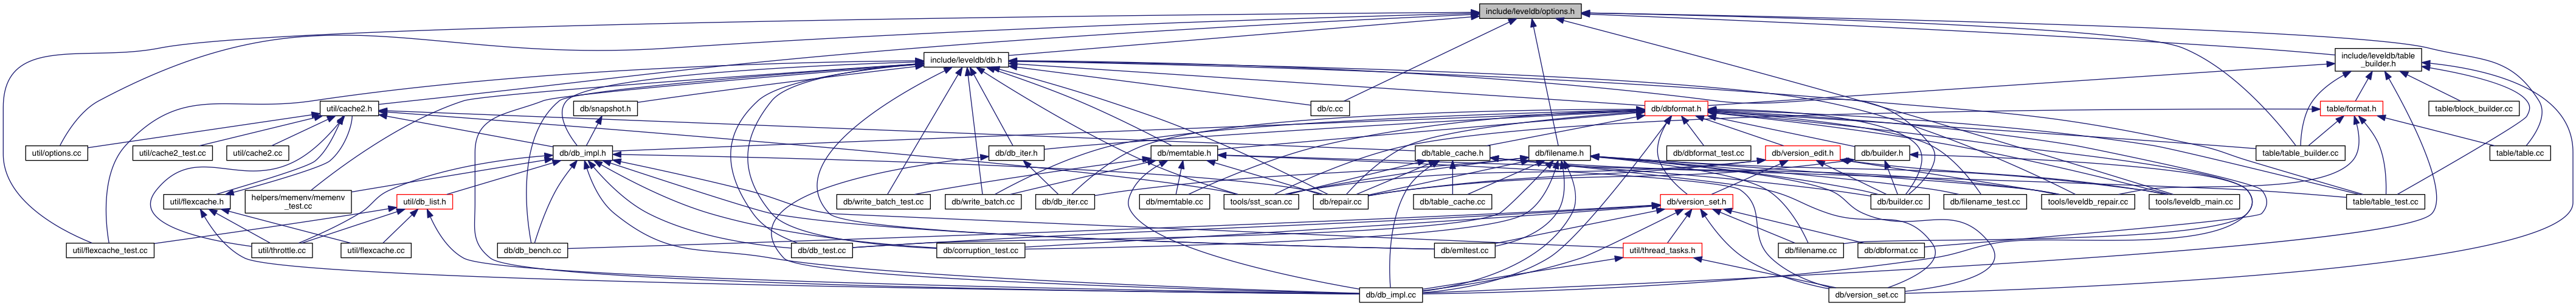 include/leveldb/options.h
include/leveldb/db.h
include/leveldb/table
_builder.h
util/cache2.h
db/snapshot.h
db/c.cc
db/dbformat.h
table/format.h
table/block_builder.cc
util/options.cc
util/cache2_test.cc
util/cache2.cc
db/db_impl.h
db/db_iter.h
db/memtable.h
db/table_cache.h
db/filename.h
db/dbformat_test.cc
db/version_edit.h
db/builder.h
table/table_builder.cc
table/table.cc
util/flexcache.h
helpers/memenv/memenv
_test.cc
util/db_list.h
db/write_batch_test.cc
db/write_batch.cc
db/db_iter.cc
db/memtable.cc
tools/sst_scan.cc
db/repair.cc
db/table_cache.cc
db/builder.cc
db/version_set.h
db/filename_test.cc
tools/leveldb_repair.cc
tools/leveldb_main.cc
table/table_test.cc
util/flexcache_test.cc
util/throttle.cc
util/flexcache.cc
db/db_bench.cc
db/db_test.cc
db/corruption_test.cc
db/emltest.cc
util/thread_tasks.h
db/filename.cc
db/dbformat.cc
db/db_impl.cc
db/version_set.cc